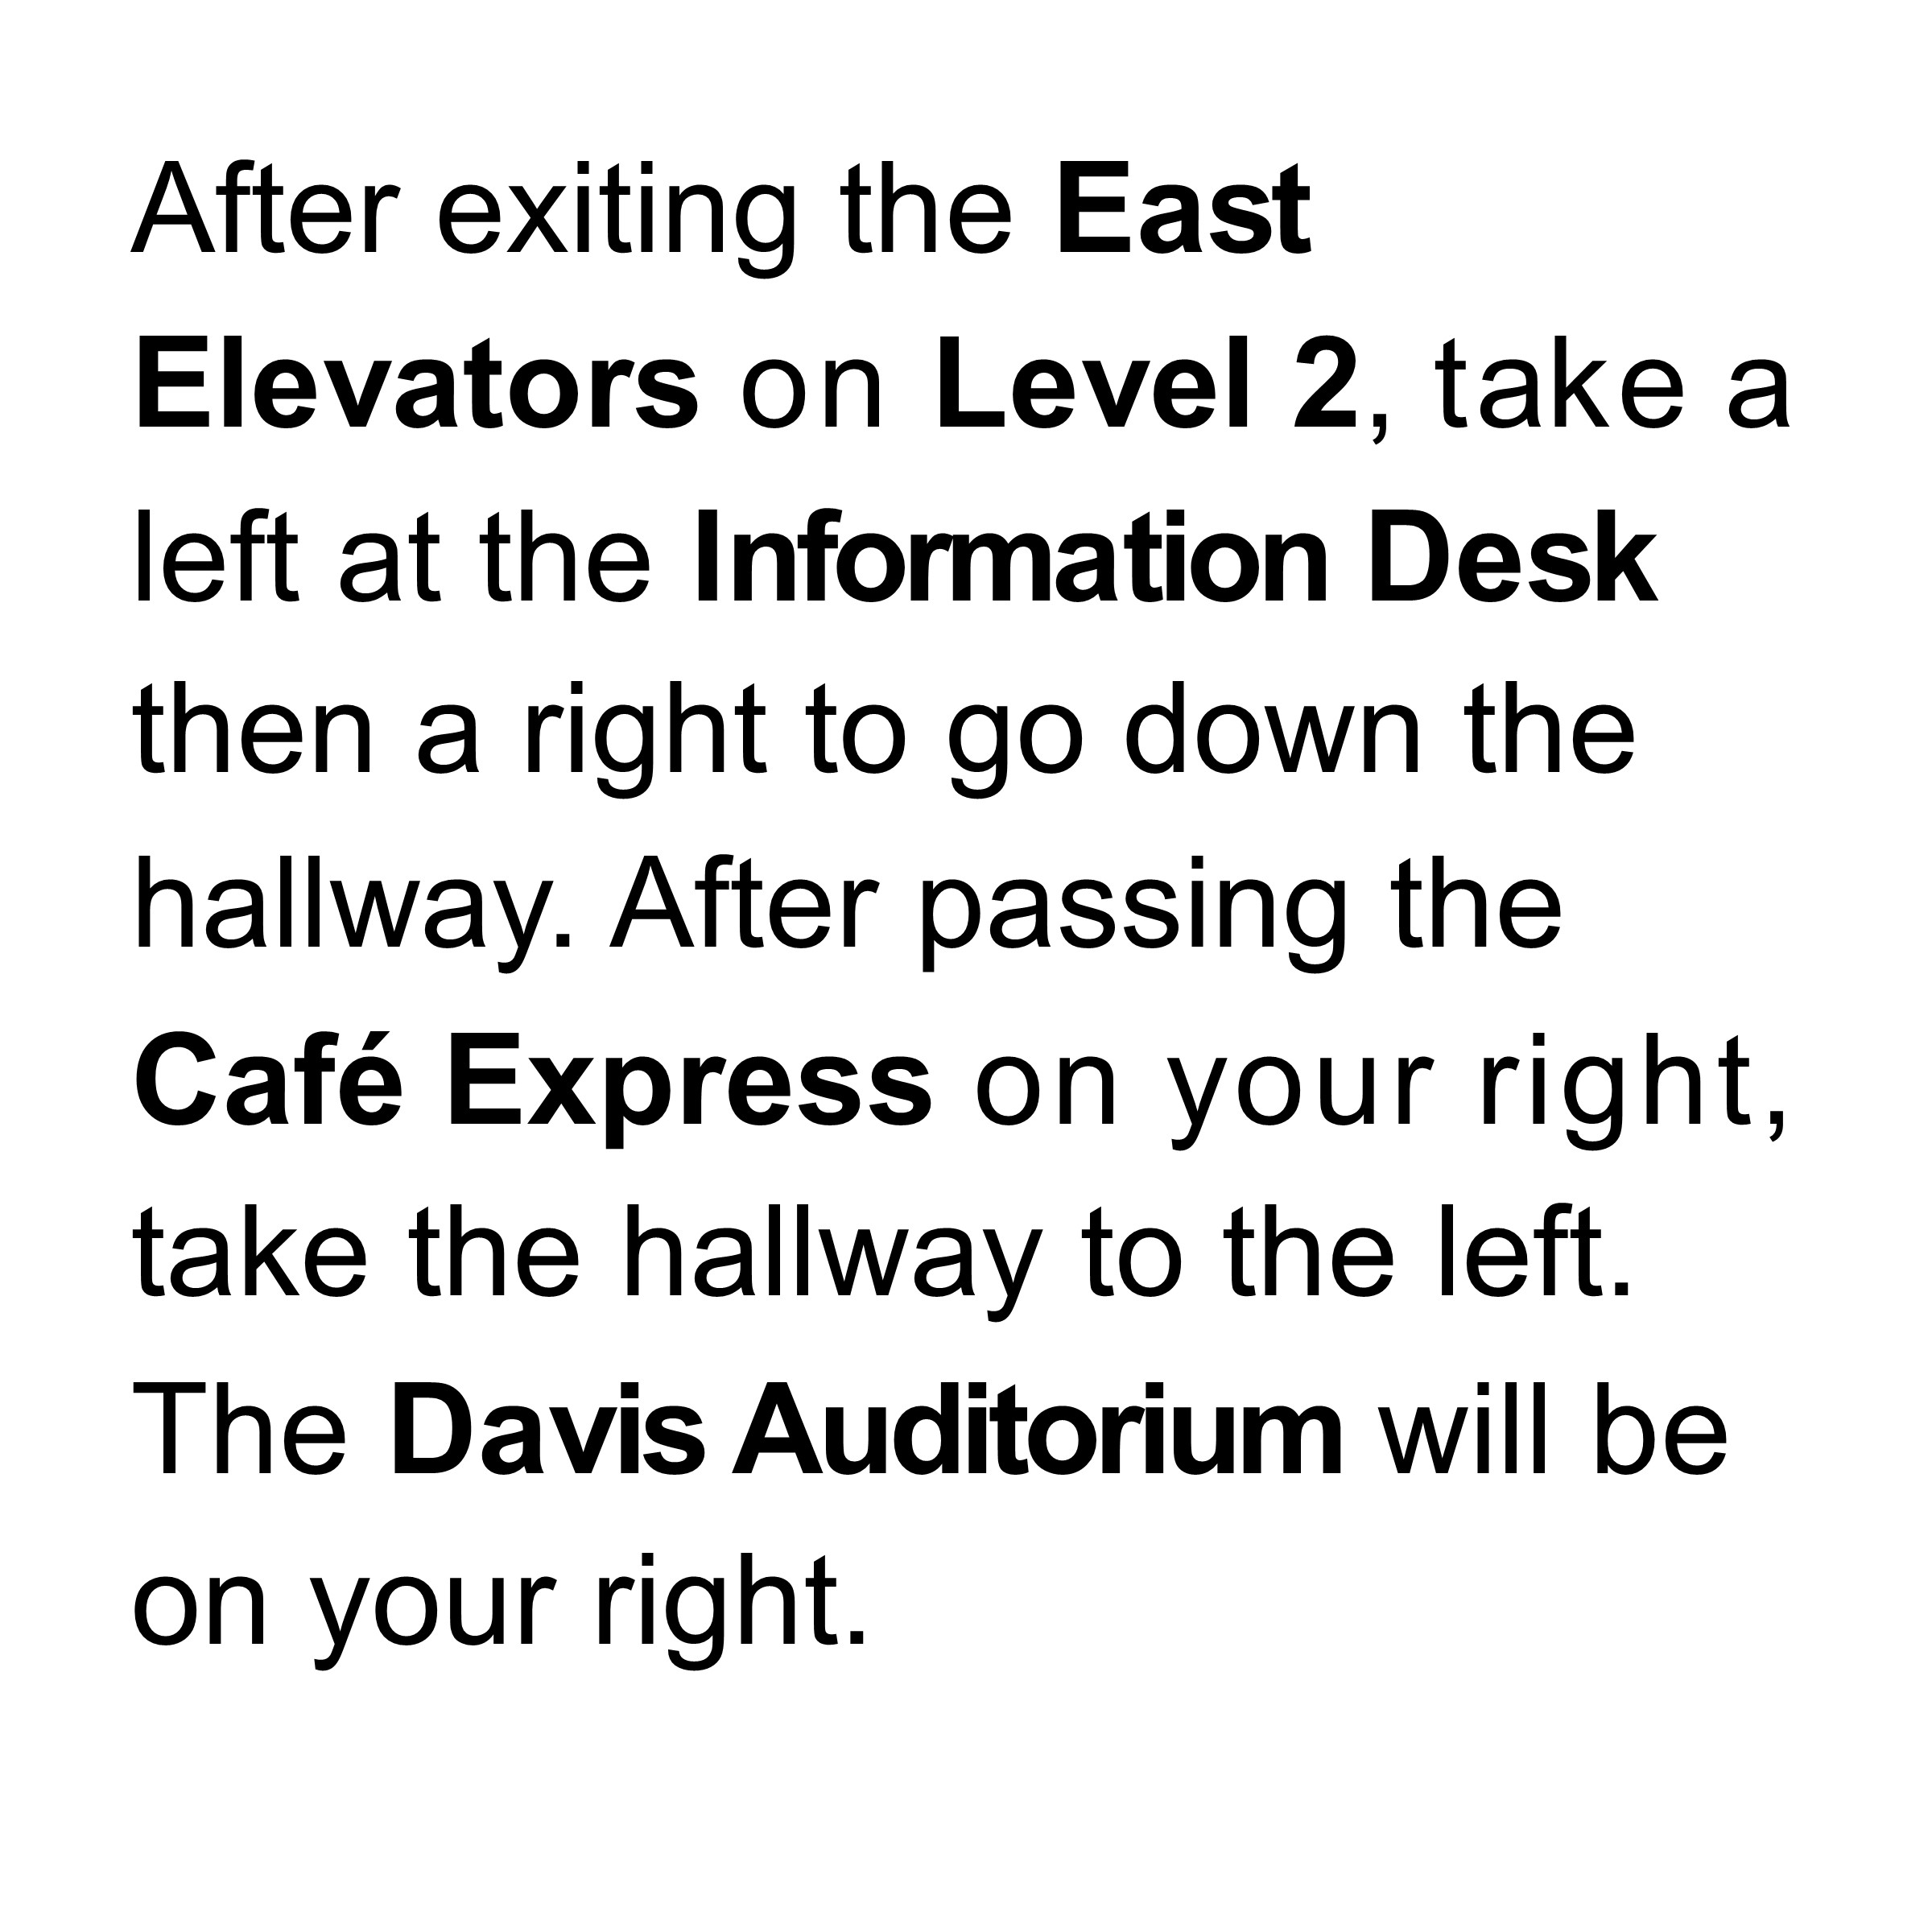 After exiting the East
Elevators on Level 2, take a
left at the Information Desk
then a right to go down the
hallway. After passing the
Café Express on your right,
take the hallway to the left.
The Davis Auditorium will be
on your right.